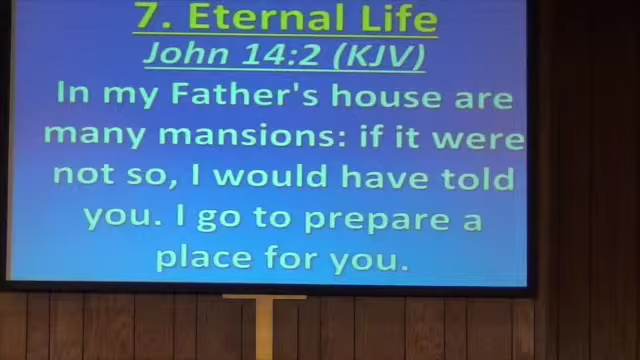 7. Eternal Life
John 14:2 (KJV)
In my Father's house are
many mansions: if it were
not so, I would have told
you. I go to prepare a
place for you.